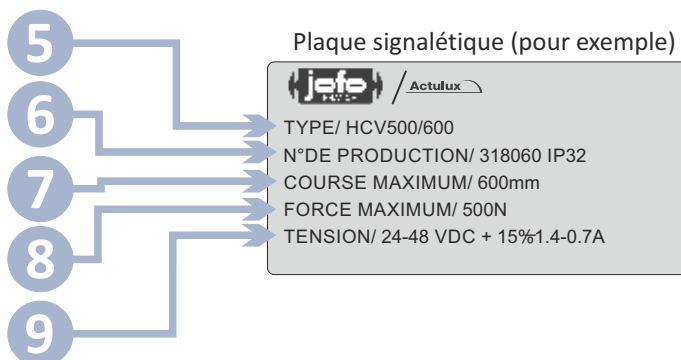 5
Plaque signalétique (pour exemple)
jofo
Actulux
6
TYPE/ HCV500/600
N°DE PRODUCTION/ 318060 IP32
7
COURSE MAXIMUM/ 600mm
8
FORCE MAXIMUM/ 500N
TENSION/ 24-48 VDC + 15%1.4-0.7A
9